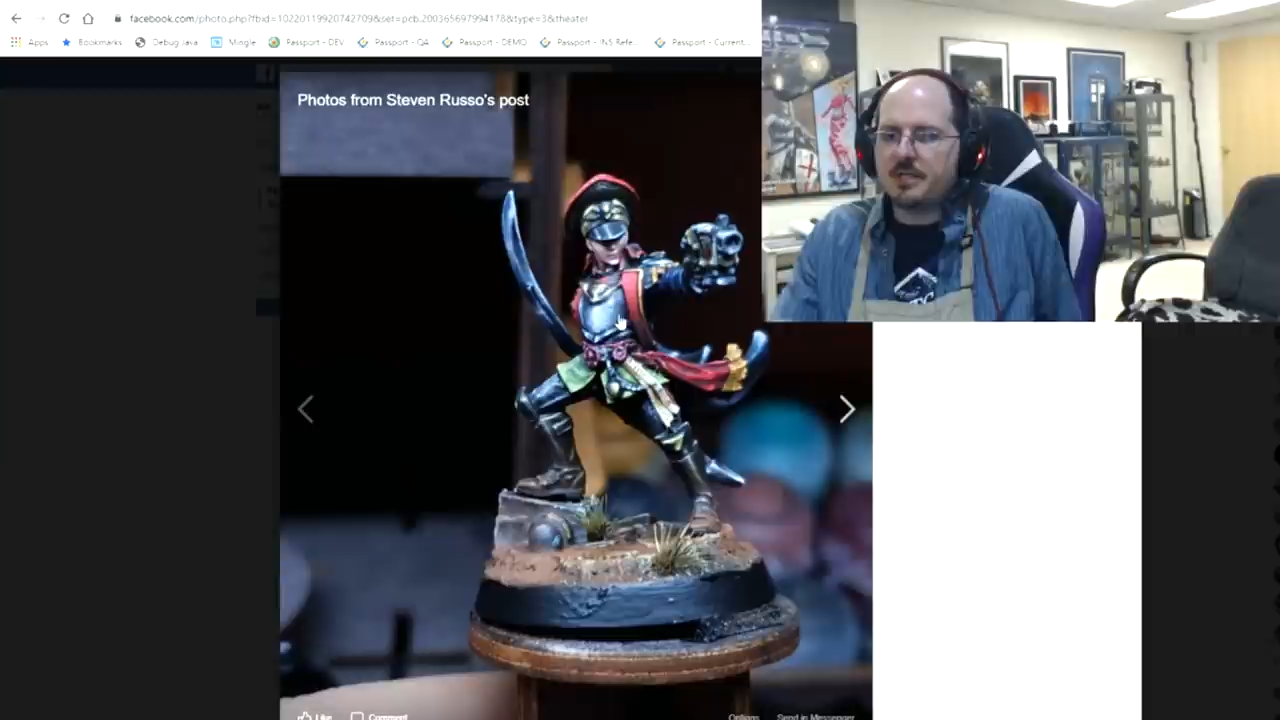 facebook.com/photo.php?fbid=10220119920742709&set=pcb.2003656979941788&type=3&theater
Apps Bookmarks Debug Java Mingle Passport - DEV Passport - QA Passport - DEMO Passport - INS Refe... Passport - Current...
Photos from Steven Russo's post
Like Comment Options Send in Messenger